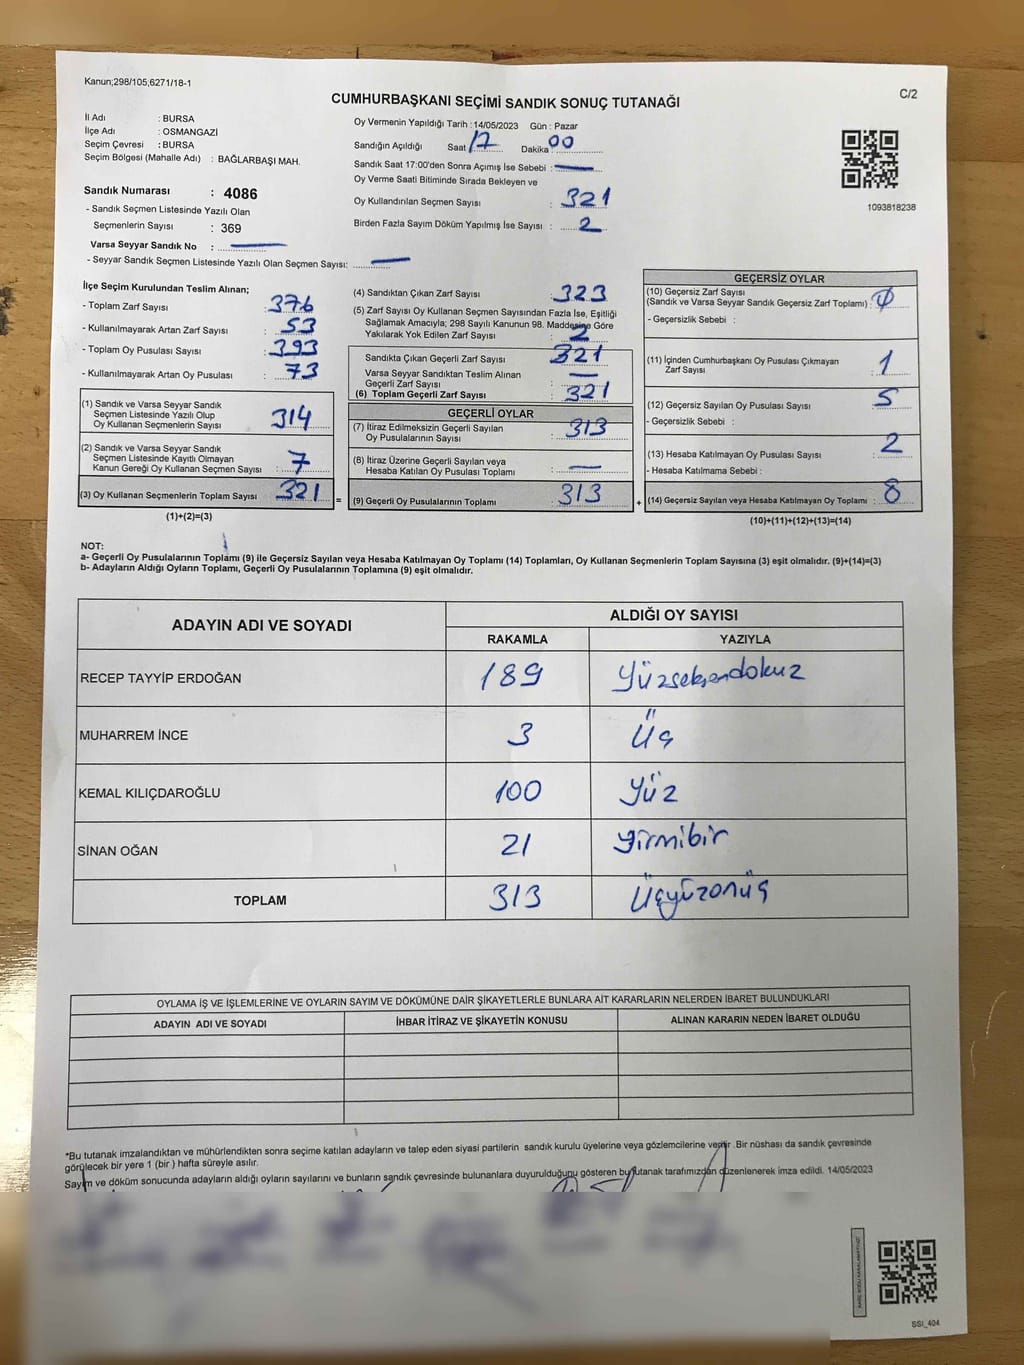 Kanun;298/105,6271/18-1
C/2
CUMHURBAŞKANI SEÇİMİ SANDIK SONUÇ TUTANAĞI
İl Adı : BURSA
İlçe Adı : OSMANGAZİ
Seçim Çevresi : BURSA
Seçim Bölgesi (Mahalle Adı) : BAĞLARBAŞI MAH.
Sandık Numarası : 4086
- Sandık Seçmen Listesinde Yazılı Olan
Seçmenlerin Sayısı : 369
Varsa Seyyar Sandık No : —
- Seyyar Sandık Seçmen Listesinde Yazılı Olan Seçmen Sayısı: —
Oy Vermenin Yapıldığı Tarih :14/05/2023 Gün : Pazar
Sandığın Açıldığı Saat 17 Dakika 00
Sandık Saat 17:00'den Sonra Açımış İse Sebebi : —
Oy Verme Saati Bitiminde Sırada Bekleyen ve
Oy Kullandırılan Seçmen Sayısı : 321
Birden Fazla Sayım Döküm Yapılmış İse Sayısı : 2
1093818238
İlçe Seçim Kurulundan Teslim Alınan;
- Toplam Zarf Sayısı : 376
- Kullanılmayarak Artan Zarf Sayısı : 53
- Toplam Oy Pusulası Sayısı : 393
- Kullanılmayarak Artan Oy Pusulası : 73
(1) Sandık ve Varsa Seyyar Sandık
Seçmen Listesinde Yazılı Olup
Oy Kullanan Seçmenlerin Sayısı : 314
(2) Sandık ve Varsa Seyyar Sandık
Seçmen Listesinde Kayıtlı Olmayan
Kanun Gereği Oy Kullanan Seçmen Sayısı : 7
(3) Oy Kullanan Seçmenlerin Toplam Sayısı : 321
(1)+(2)=(3)
=
(4) Sandıktan Çıkan Zarf Sayısı : 323
(5) Zarf Sayısı Oy Kullanan Seçmen Sayısından Fazla İse, Eşitliği
Sağlamak Amacıyla; 298 Sayılı Kanunun 98. Maddesine Göre
Yakılarak Yok Edilen Zarf Sayısı : 2
Sandıkta Çıkan Geçerli Zarf Sayısı : 321
Varsa Seyyar Sandıktan Teslim Alınan
Geçerli Zarf Sayısı : —
(6) Toplam Geçerli Zarf Sayısı : 321
GEÇERLİ OYLAR
(7) İtiraz Edilmeksizin Geçerli Sayılan
Oy Pusulalarının Sayısı : 313
(8) İtiraz Üzerine Geçerli Sayılan veya
Hesaba Katılan Oy Pusulası Toplamı : —
(9) Geçerli Oy Pusulalarının Toplamı : 313
+
GEÇERSİZ OYLAR
(10) Geçersiz Zarf Sayısı
(Sandık ve Varsa Seyyar Sandık Geçersiz Zarf Toplamı) : 0
- Geçersizlik Sebebi :
(11) İçinden Cumhurbaşkanı Oy Pusulası Çıkmayan
Zarf Sayısı : 1
(12) Geçersiz Sayılan Oy Pusulası Sayısı : 5
- Geçersizlik Sebebi :
(13) Hesaba Katılmayan Oy Pusulası Sayısı : 2
- Hesaba Katılmama Sebebi :
(14) Geçersiz Sayılan veya Hesaba Katılmayan Oy Toplamı : 8
(10)+(11)+(12)+(13)=(14)
NOT:
a- Geçerli Oy Pusulalarının Toplamı (9) ile Geçersiz Sayılan veya Hesaba Katılmayan Oy Toplamı (14) Toplamları, Oy Kullanan Seçmenlerin Toplam Sayısına (3) eşit olmalıdır. (9)+(14)=(3)
b- Adayların Aldığı Oyların Toplamı, Geçerli Oy Pusulalarının Toplamına (9) eşit olmalıdır.
ADAYIN ADI VE SOYADI ALDIĞI OY SAYISI
RAKAMLA YAZIYLA
RECEP TAYYİP ERDOĞAN 189 Yüzseksendokuz
MUHARREM İNCE 3 Üç
KEMAL KILIÇDAROĞLU 100 Yüz
SİNAN OĞAN 21 Yirmibir
TOPLAM 313 Üçyüzonüç
OYLAMA İŞ VE İŞLEMLERİNE VE OYLARIN SAYIM VE DÖKÜMÜNE DAİR ŞİKAYETLERLE BUNLARA AİT KARARLARIN NELERDEN İBARET BULUNDUKLARI
ADAYIN ADI VE SOYADI İHBAR İTİRAZ VE ŞİKAYETİN KONUSU ALINAN KARARIN NEDEN İBARET OLDUĞU
*Bu tutanak imzalandıktan ve mühürlendikten sonra seçime katılan adayların ve talep eden siyasi partilerin sandık kurulu üyelerine veya gözlemcilerine verilir .Bir nüshası da sandık çevresinde
görülecek bir yere 1 (bir ) hafta süreyle asılır.
Sayım ve döküm sonucunda adayların aldığı oyların sayılarını ve bunların sandık çevresinde bulunanlara duyurulduğunu gösteren bu tutanak tarafımızdan düzenlenerek imza edildi. 14/05/2023
SSI_404